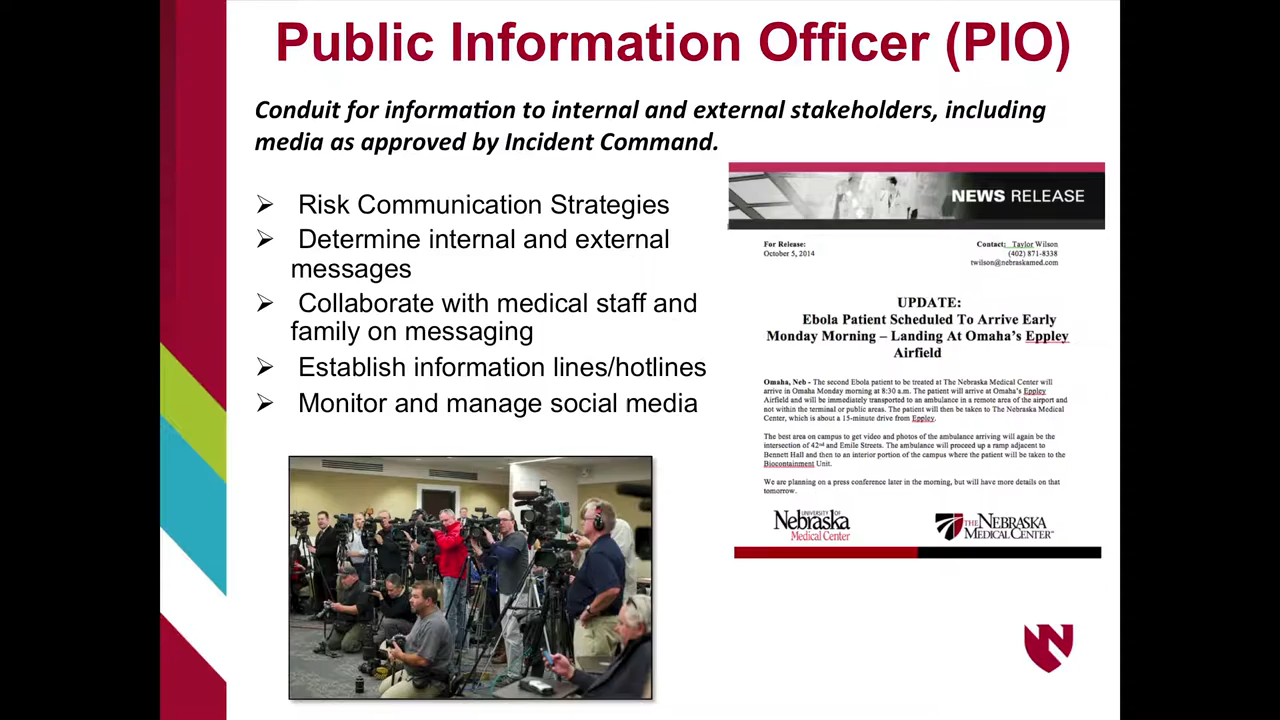 Public Information Officer (PIO)
Conduit for information to internal and external stakeholders, including
media as approved by Incident Command.
Risk Communication Strategies
Determine internal and external
messages
Collaborate with medical staff and
family on messaging
Establish information lines/hotlines
Monitor and manage social media
NEWS RELEASE
For Release:
October 5, 2014
Contact: Taylor Wilson
(402) 871-8338
twilson@nebraskamed.com
UPDATE:
Ebola Patient Scheduled To Arrive Early
Monday Morning – Landing At Omaha's Eppley
Airfield
Omaha, Neb - The second Ebola patient to be treated at The Nebraska Medical Center will
arrive in Omaha Monday morning at 8:30 a.m. The patient will arrive at Omaha's Eppley
Airfield and will be immediately transported to an ambulance in a remote area of the airport and
not within the terminal or public areas. The patient will then be taken to The Nebraska Medical
Center, which is about a 15-minute drive from Eppley.
The best area on campus to get video and photos of the ambulance arriving will again be the
intersection of 42nd and Emile Streets. The ambulance will proceed up a ramp adjacent to
Bennett Hall and then to an interior portion of the campus where the patient will be taken to the
Biocontainment Unit.
We are planning on a press conference later in the morning, but will have more details on that
tomorrow.
UNIVERSITY OF
Nebraska
Medical Center
THE NEBRASKA
MEDICAL CENTER
N